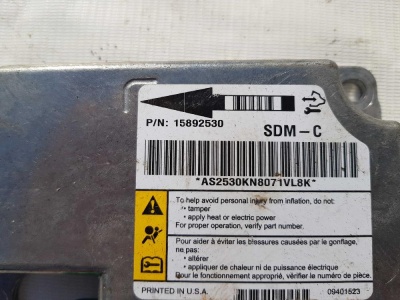 P/N: 15892530
SDM-C
*AS2530KN8071VL8K*
To help avoid personal injury from inflation, do not:
• tamper
• apply heat or electric power
For proper operation, verify part number.
Pour aider à éviter les blessures causées par le gonflage,
ne pas:
• altérer
• appliquer de chaleur ni de puissance électrique
Pour le fonctionnement approprié, vérifier le numéro de pièce.
PRINTED IN U.S.A.
09401523